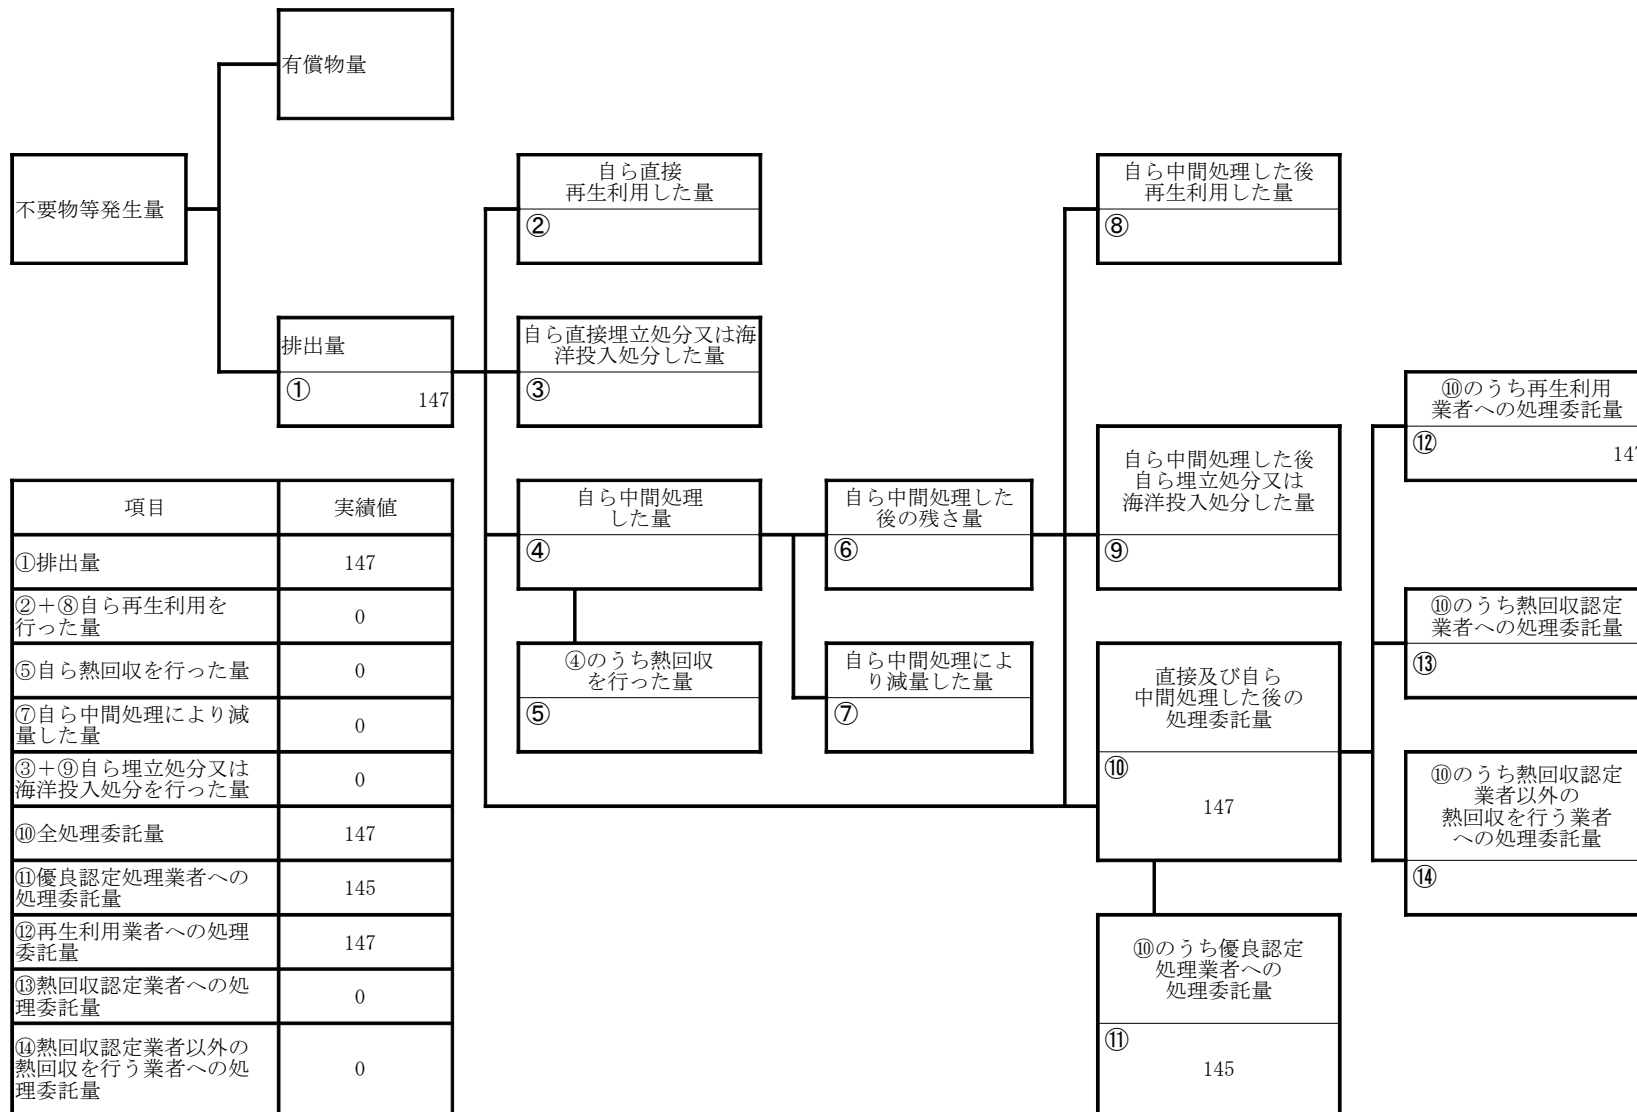 有償物量
不要物等発生量
自ら直接
再生利用した量
②
自ら中間処理した後
再生利用した量
⑧
排出量
①
147
自ら直接埋立処分又は海
洋投入処分した量
③
⑩のうち再生利用
業者への処理委託量
⑫
147
自ら中間処理
した量
④
自ら中間処理した
後の残さ量
⑥
自ら中間処理した後
自ら埋立処分又は
海洋投入処分した量
⑨
⑩のうち熱回収認定
業者への処理委託量
⑬
④のうち熱回収
を行った量
⑤
自ら中間処理によ
り減量した量
⑦
直接及び自ら
中間処理した後の
処理委託量
⑩
147
⑩のうち熱回収認定
業者以外の
熱回収を行う業者
への処理委託量
⑭
⑩のうち優良認定
処理業者への
処理委託量
⑪
145
項目 実績値
①排出量 147
②＋⑧自ら再生利用を
行った量 0
⑤自ら熱回収を行った量 0
⑦自ら中間処理により減
量した量 0
③＋⑨自ら埋立処分又は
海洋投入処分を行った量 0
⑩全処理委託量 147
⑪優良認定処理業者への
処理委託量 145
⑫再生利用業者への処理
委託量 147
⑬熱回収認定業者への処
理委託量 0
⑭熱回収認定業者以外の
熱回収を行う業者への処
理委託量 0